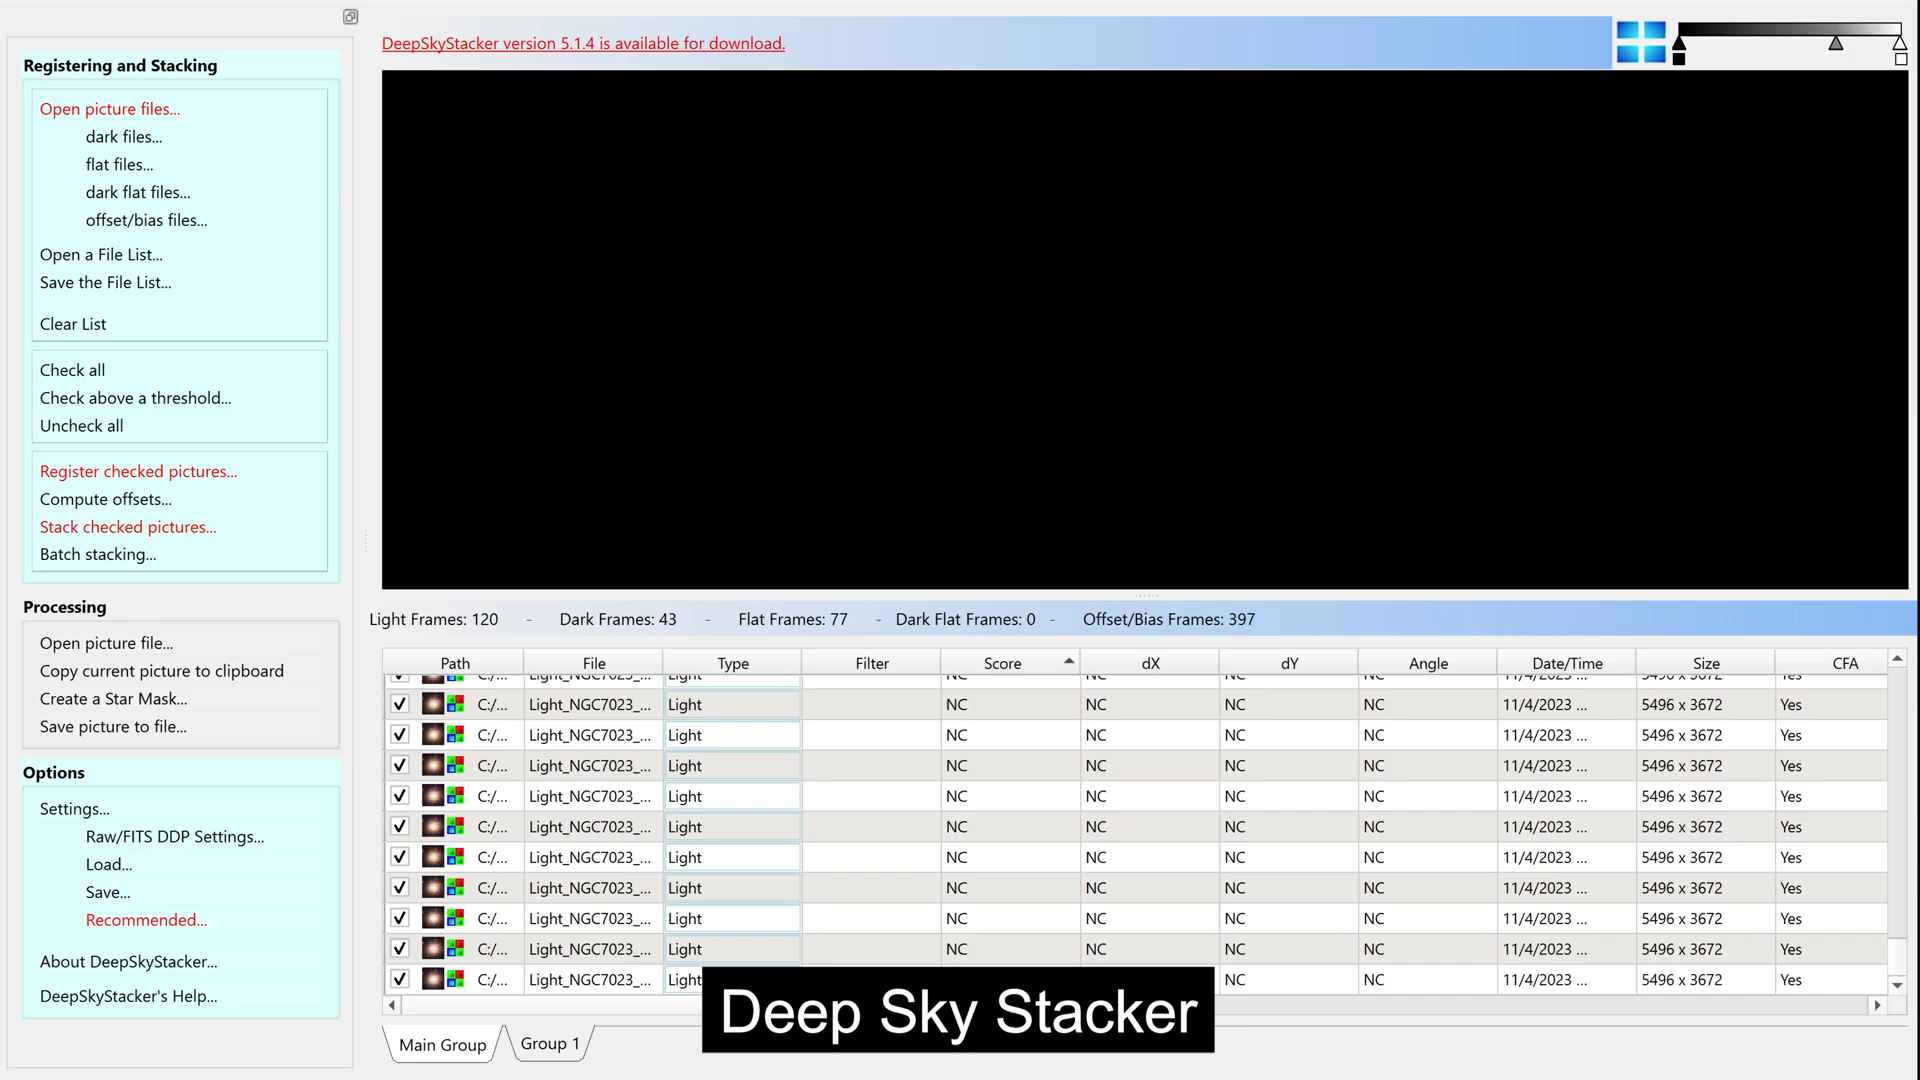 DeepSkyStacker version 5.1.4 is available for download.
Registering and Stacking
Open picture files...
dark files...
flat files...
dark flat files...
offset/bias files...
Open a File List...
Save the File List...
Clear List
Check all
Check above a threshold...
Uncheck all
Register checked pictures...
Compute offsets...
Stack checked pictures...
Batch stacking...
Processing
Open picture file...
Copy current picture to clipboard
Create a Star Mask...
Save picture to file...
Options
Settings...
Raw/FITS DDP Settings...
Load...
Save...
Recommended...
About DeepSkyStacker...
DeepSkyStacker's Help...
Light Frames: 120 - Dark Frames: 43 - Flat Frames: 77 - Dark Flat Frames: 0 - Offset/Bias Frames: 397
Path File Type Filter Score dX dY Angle Date/Time Size CFA
C:/... Light_NGC7023_... Light NC NC NC NC 11/4/2023 ... 5496 x 3672 Yes
C:/... Light_NGC7023_... Light NC NC NC NC 11/4/2023 ... 5496 x 3672 Yes
C:/... Light_NGC7023_... Light NC NC NC NC 11/4/2023 ... 5496 x 3672 Yes
C:/... Light_NGC7023_... Light NC NC NC NC 11/4/2023 ... 5496 x 3672 Yes
C:/... Light_NGC7023_... Light NC NC NC NC 11/4/2023 ... 5496 x 3672 Yes
C:/... Light_NGC7023_... Light NC NC NC NC 11/4/2023 ... 5496 x 3672 Yes
C:/... Light_NGC7023_... Light NC NC NC NC 11/4/2023 ... 5496 x 3672 Yes
C:/... Light_NGC7023_... Light NC NC NC NC 11/4/2023 ... 5496 x 3672 Yes
C:/... Light_NGC7023_... Light NC NC NC NC 11/4/2023 ... 5496 x 3672 Yes
C:/... Light_NGC7023_... Light NC NC 11/4/2023 ... 5496 x 3672 Yes
Deep Sky Stacker
Main Group Group 1